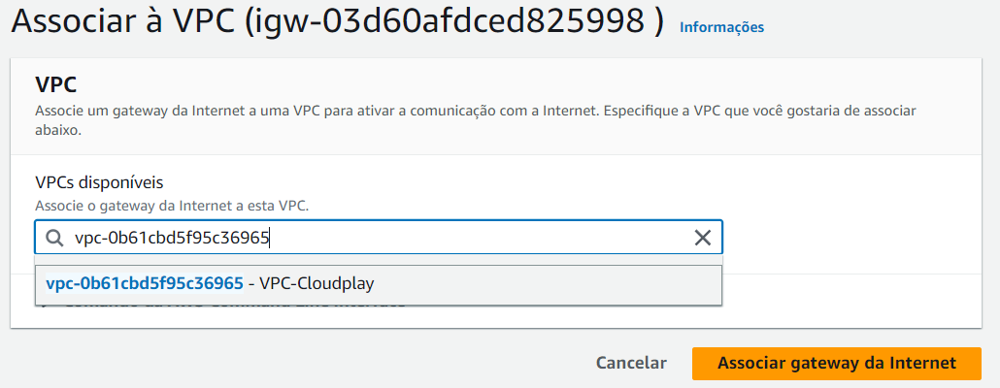 Associar à VPC (igw-03d60afdced825998 ) Informações
VPC
Associe um gateway da Internet a uma VPC para ativar a comunicação com a Internet. Especifique a VPC que você gostaria de associar
abaixo.
VPCs disponíveis
Associe o gateway da Internet a esta VPC.
vpc-0b61cbd5f95c36965
vpc-0b61cbd5f95c36965 - VPC-Cloudplay
Cancelar Associar gateway da Internet